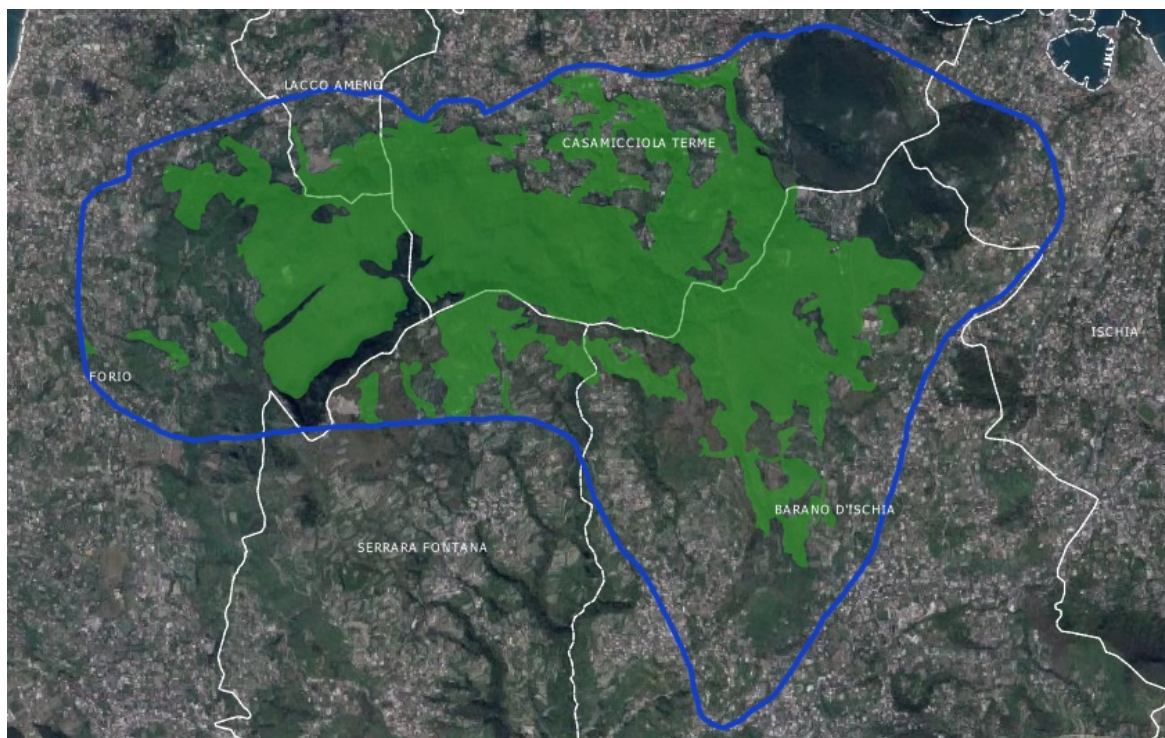 LACCO AMENO
CASAMICCIOLA TERME
ISCHIA
FORIO
BARANO D'ISCHIA
SERRARA FONTANA